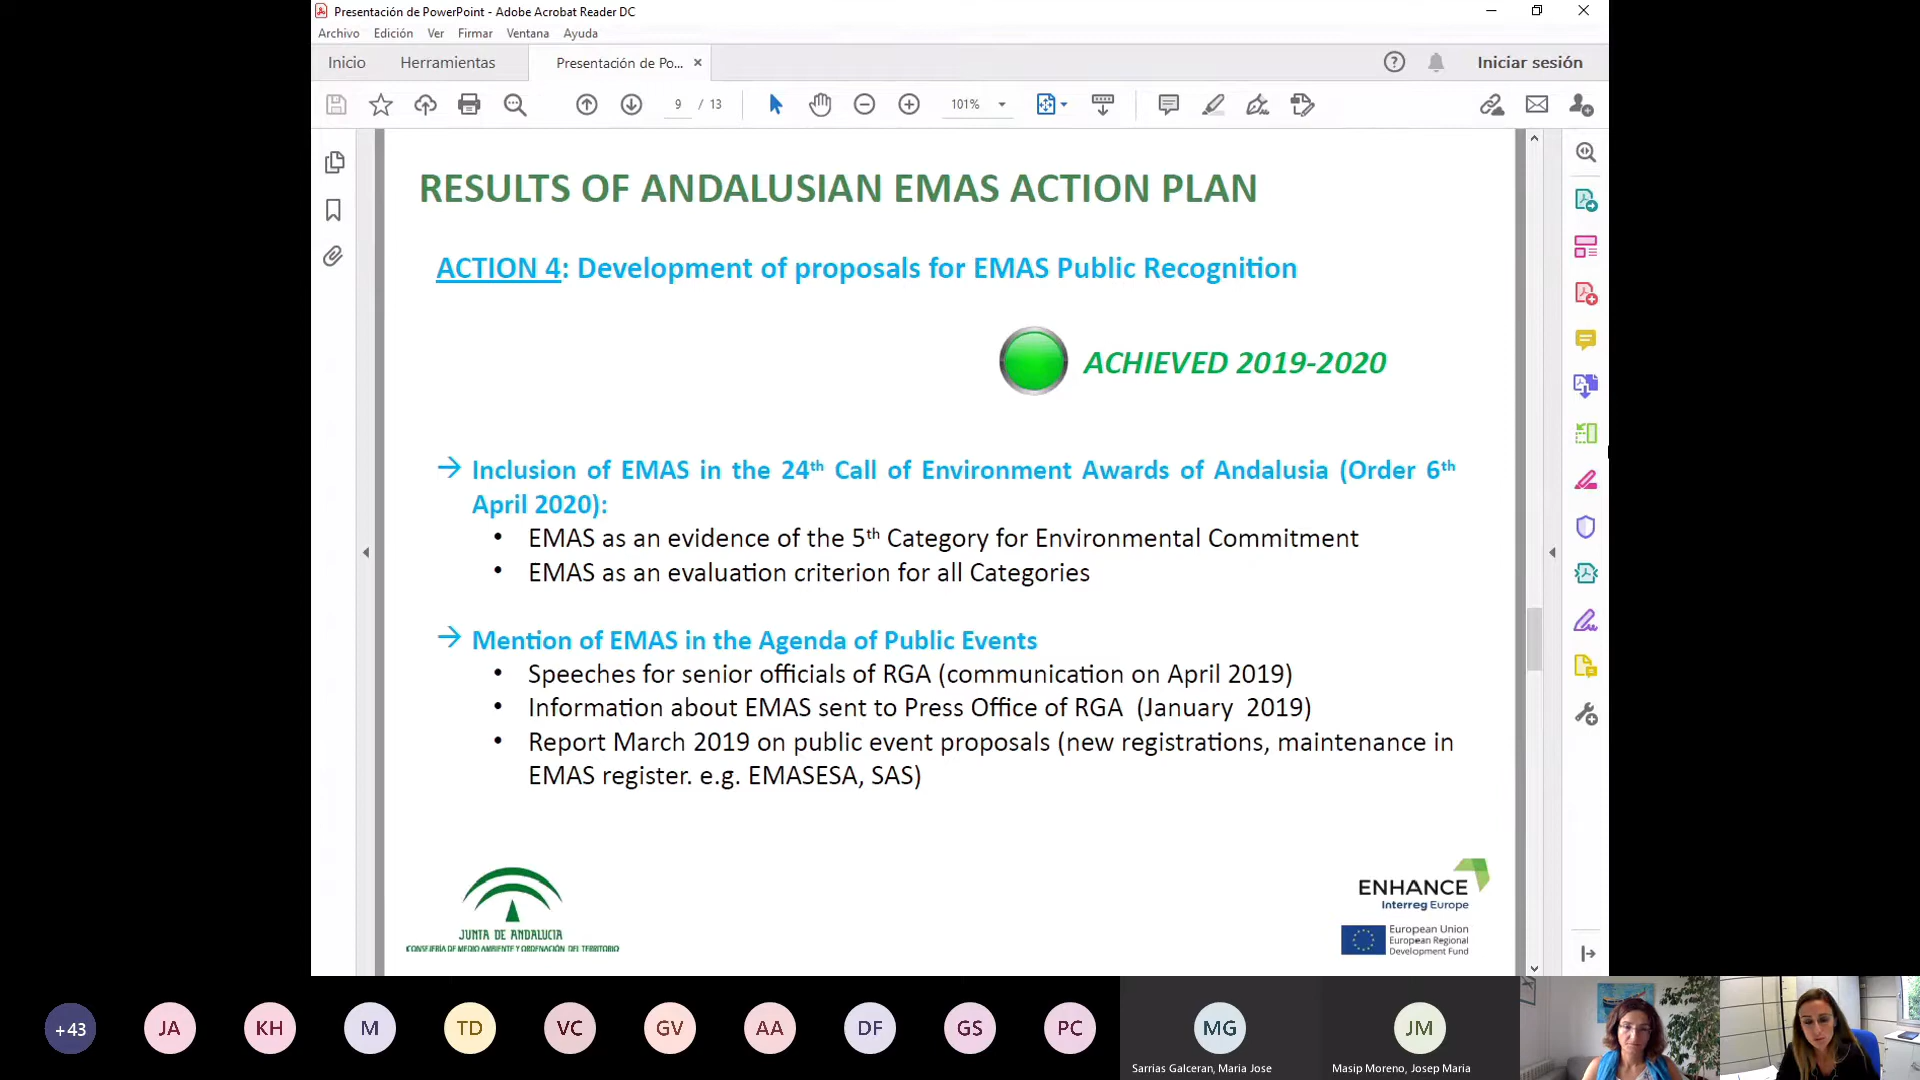 Presentación de PowerPoint - Adobe Acrobat Reader DC
Archivo Edición Ver Firmar Ventana Ayuda
Inicio Herramientas Presentación de Po... × Iniciar sesión
9 / 13 101%
RESULTS OF ANDALUSIAN EMAS ACTION PLAN
ACTION 4: Development of proposals for EMAS Public Recognition
ACHIEVED 2019-2020
→ Inclusion of EMAS in the 24th Call of Environment Awards of Andalusia (Order 6th
April 2020):
• EMAS as an evidence of the 5th Category for Environmental Commitment
• EMAS as an evaluation criterion for all Categories
→ Mention of EMAS in the Agenda of Public Events
• Speeches for senior officials of RGA (communication on April 2019)
• Information about EMAS sent to Press Office of RGA (January 2019)
• Report March 2019 on public event proposals (new registrations, maintenance in
EMAS register. e.g. EMASESA, SAS)
JUNTA DE ANDALUCIA
CONSEJERÍA DE MEDIO AMBIENTE Y ORDENACIÓN DEL TERRITORIO
ENHANCE
Interreg Europe
European Union
European Regional
Development Fund
+43 JA KH M TD VC GV AA DF GS PC MG JM
Sarrias Galceran, Maria Jose Masip Moreno, Josep Maria